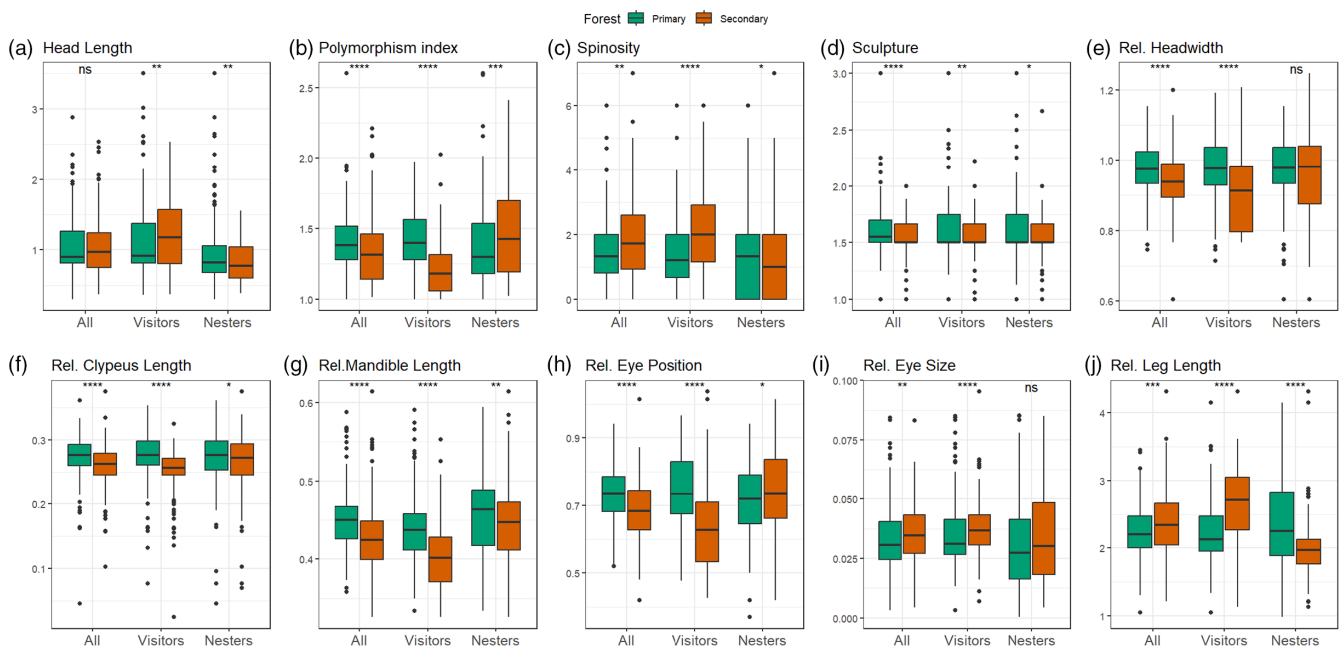 Forest Primary Secondary
(a) Head Length
ns ** **
3
2
1
All Visitors Nesters
(b) Polymorphism index
**** **** ***
2.5
2.0
1.5
1.0
All Visitors Nesters
(c) Spinosity
** **** *
6
4
2
0
All Visitors Nesters
(d) Sculpture
**** ** *
3.0
2.5
2.0
1.5
1.0
All Visitors Nesters
(e) Rel. Headwidth
**** **** ns
1.2
1.0
0.8
0.6
All Visitors Nesters
(f) Rel. Clypeus Length
**** **** *
0.3
0.2
0.1
All Visitors Nesters
(g) Rel.Mandible Length
**** **** **
0.6
0.5
0.4
All Visitors Nesters
(h) Rel. Eye Position
**** **** *
0.9
0.7
0.5
All Visitors Nesters
(i) Rel. Eye Size
** **** ns
0.100
0.075
0.050
0.025
0.000
All Visitors Nesters
(j) Rel. Leg Length
*** **** ****
4
3
2
1
All Visitors Nesters